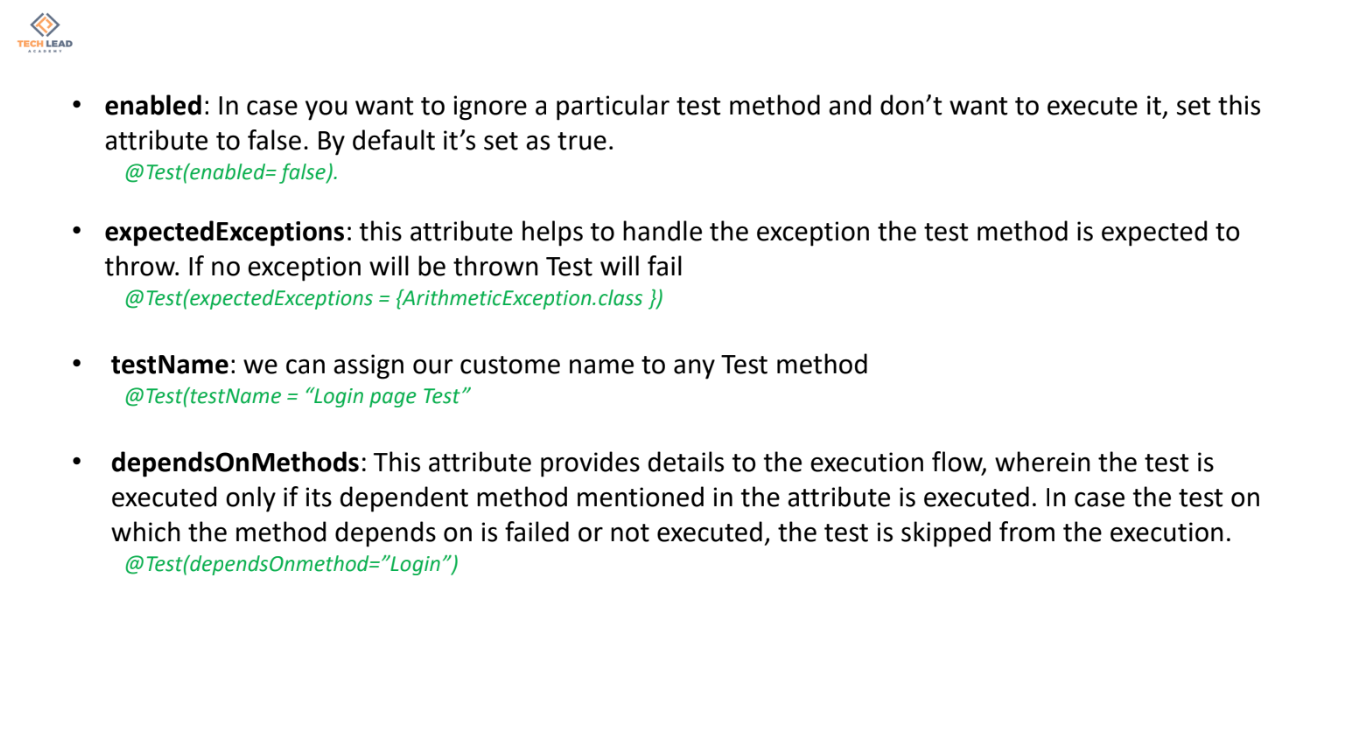 TECH LEAD
ACADEMY
• enabled: In case you want to ignore a particular test method and don’t want to execute it, set this
attribute to false. By default it’s set as true.
@Test(enabled= false).
• expectedExceptions: this attribute helps to handle the exception the test method is expected to
throw. If no exception will be thrown Test will fail
@Test(expectedExceptions = {ArithmeticException.class })
• testName: we can assign our custome name to any Test method
@Test(testName = “Login page Test”
• dependsOnMethods: This attribute provides details to the execution flow, wherein the test is
executed only if its dependent method mentioned in the attribute is executed. In case the test on
which the method depends on is failed or not executed, the test is skipped from the execution.
@Test(dependsOnmethod=”Login”)